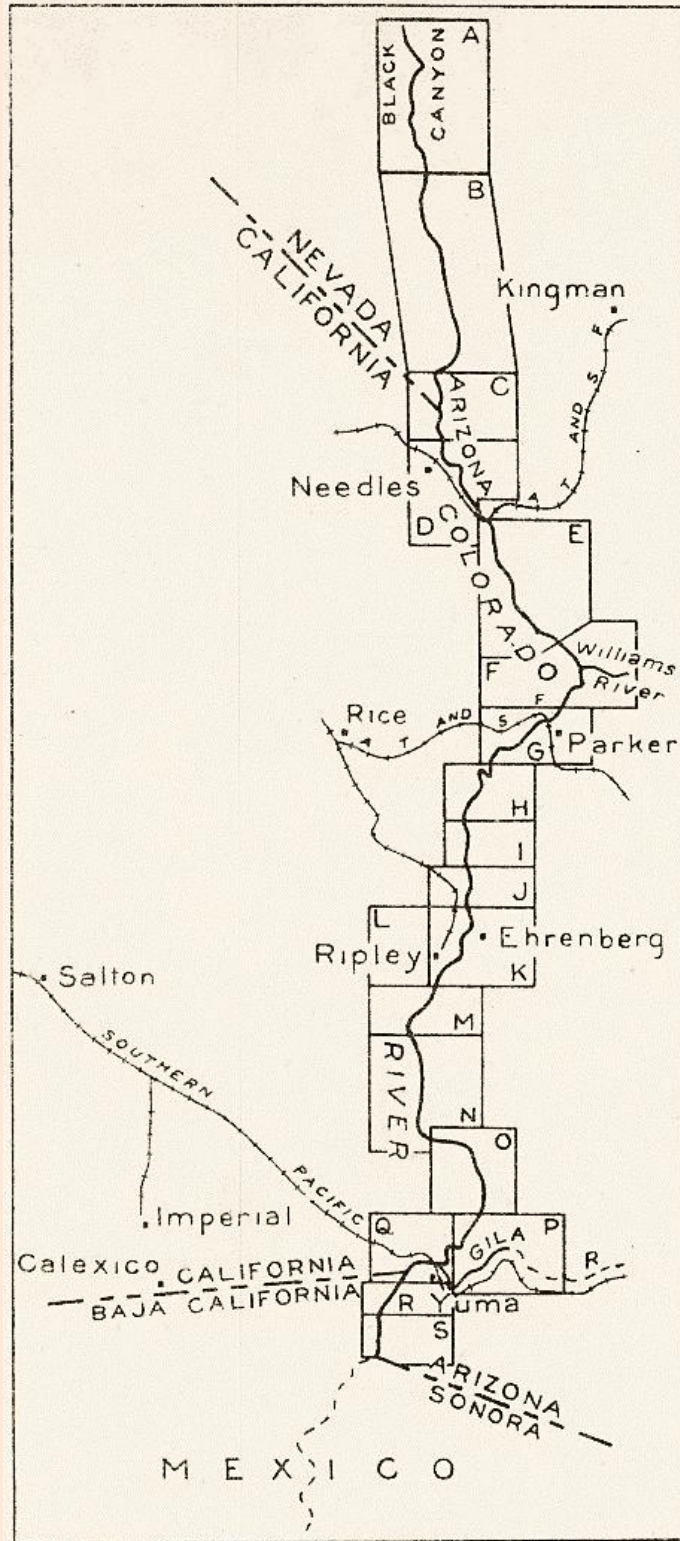 A
BLACK
CANYON
B
NEVADA
CALIFORNIA
Kingman
A T AND S F
C
ARIZONA
Needles
D
COLORADO
E
F
Williams
River
Rice
A T AND S F
Parker
G
H
I
J
L
Ehrenberg
Ripley
K
Salton
M
SOUTHERN
PACIFIC
RIVER
N
O
Imperial
Q
P
GILA R
Calexico
CALIFORNIA
BAJA CALIFORNIA
R
Yuma
S
ARIZONA
SONORA
MEXICO